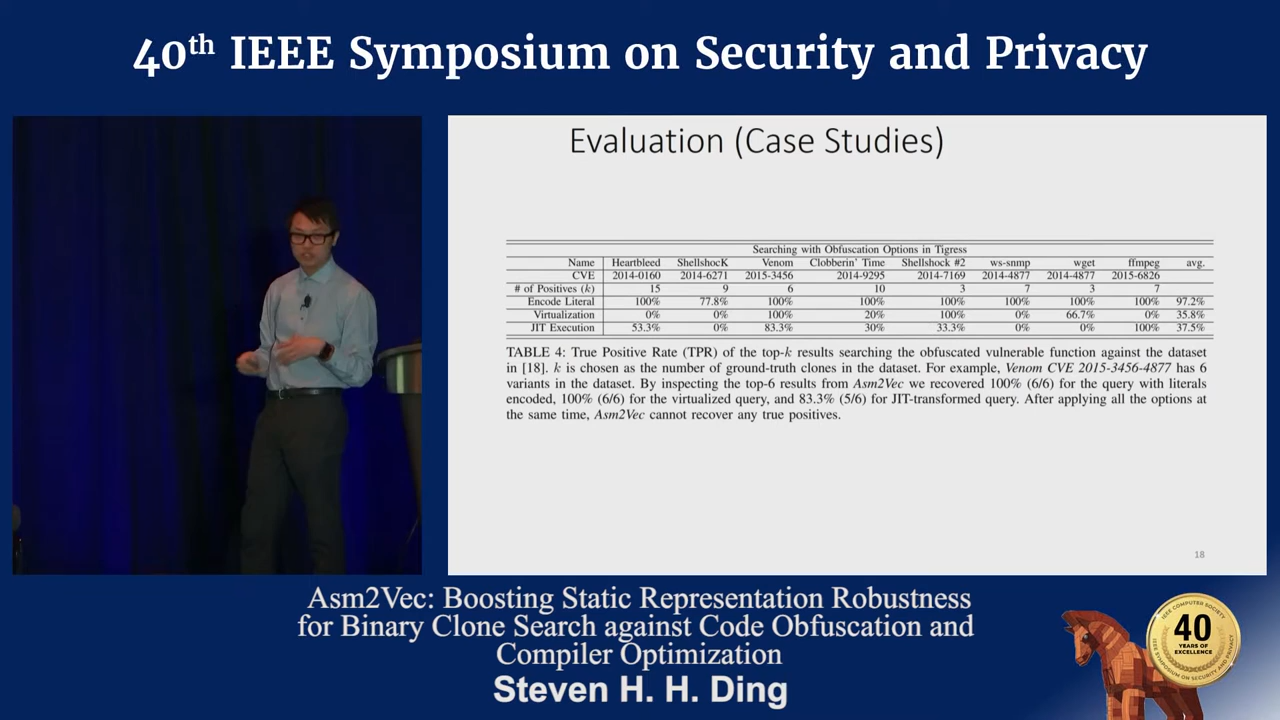 40th IEEE Symposium on Security and Privacy
Evaluation (Case Studies)
Searching with Obfuscation Options in Tigress
Name Heartbleed ShellshocK Venom Clobberin' Time Shellshock #2 ws-snmp wget ffmpeg avg.
CVE 2014-0160 2014-6271 2015-3456 2014-9295 2014-7169 2014-4877 2014-4877 2015-6826
# of Positives (k) 15 9 6 10 3 7 3 7
Encode Literal 100% 77.8% 100% 100% 100% 100% 100% 100% 97.2%
Virtualization 0% 0% 100% 20% 100% 0% 66.7% 0% 35.8%
JIT Execution 53.3% 0% 83.3% 30% 33.3% 0% 0% 100% 37.5%
TABLE 4: True Positive Rate (TPR) of the top-k results searching the obfuscated vulnerable function against the dataset
in [18]. k is chosen as the number of ground-truth clones in the dataset. For example, Venom CVE 2015-3456-4877 has 6
variants in the dataset. By inspecting the top-6 results from Asm2Vec we recovered 100% (6/6) for the query with literals
encoded, 100% (6/6) for the virtualized query, and 83.3% (5/6) for JIT-transformed query. After applying all the options at
the same time, Asm2Vec cannot recover any true positives.
18
Asm2Vec: Boosting Static Representation Robustness
for Binary Clone Search against Code Obfuscation and
Compiler Optimization
Steven H. H. Ding
IEEE COMPUTER SOCIETY
40
YEARS OF
EXCELLENCE
IEEE SYMPOSIUM ON SECURITY AND PRIVACY